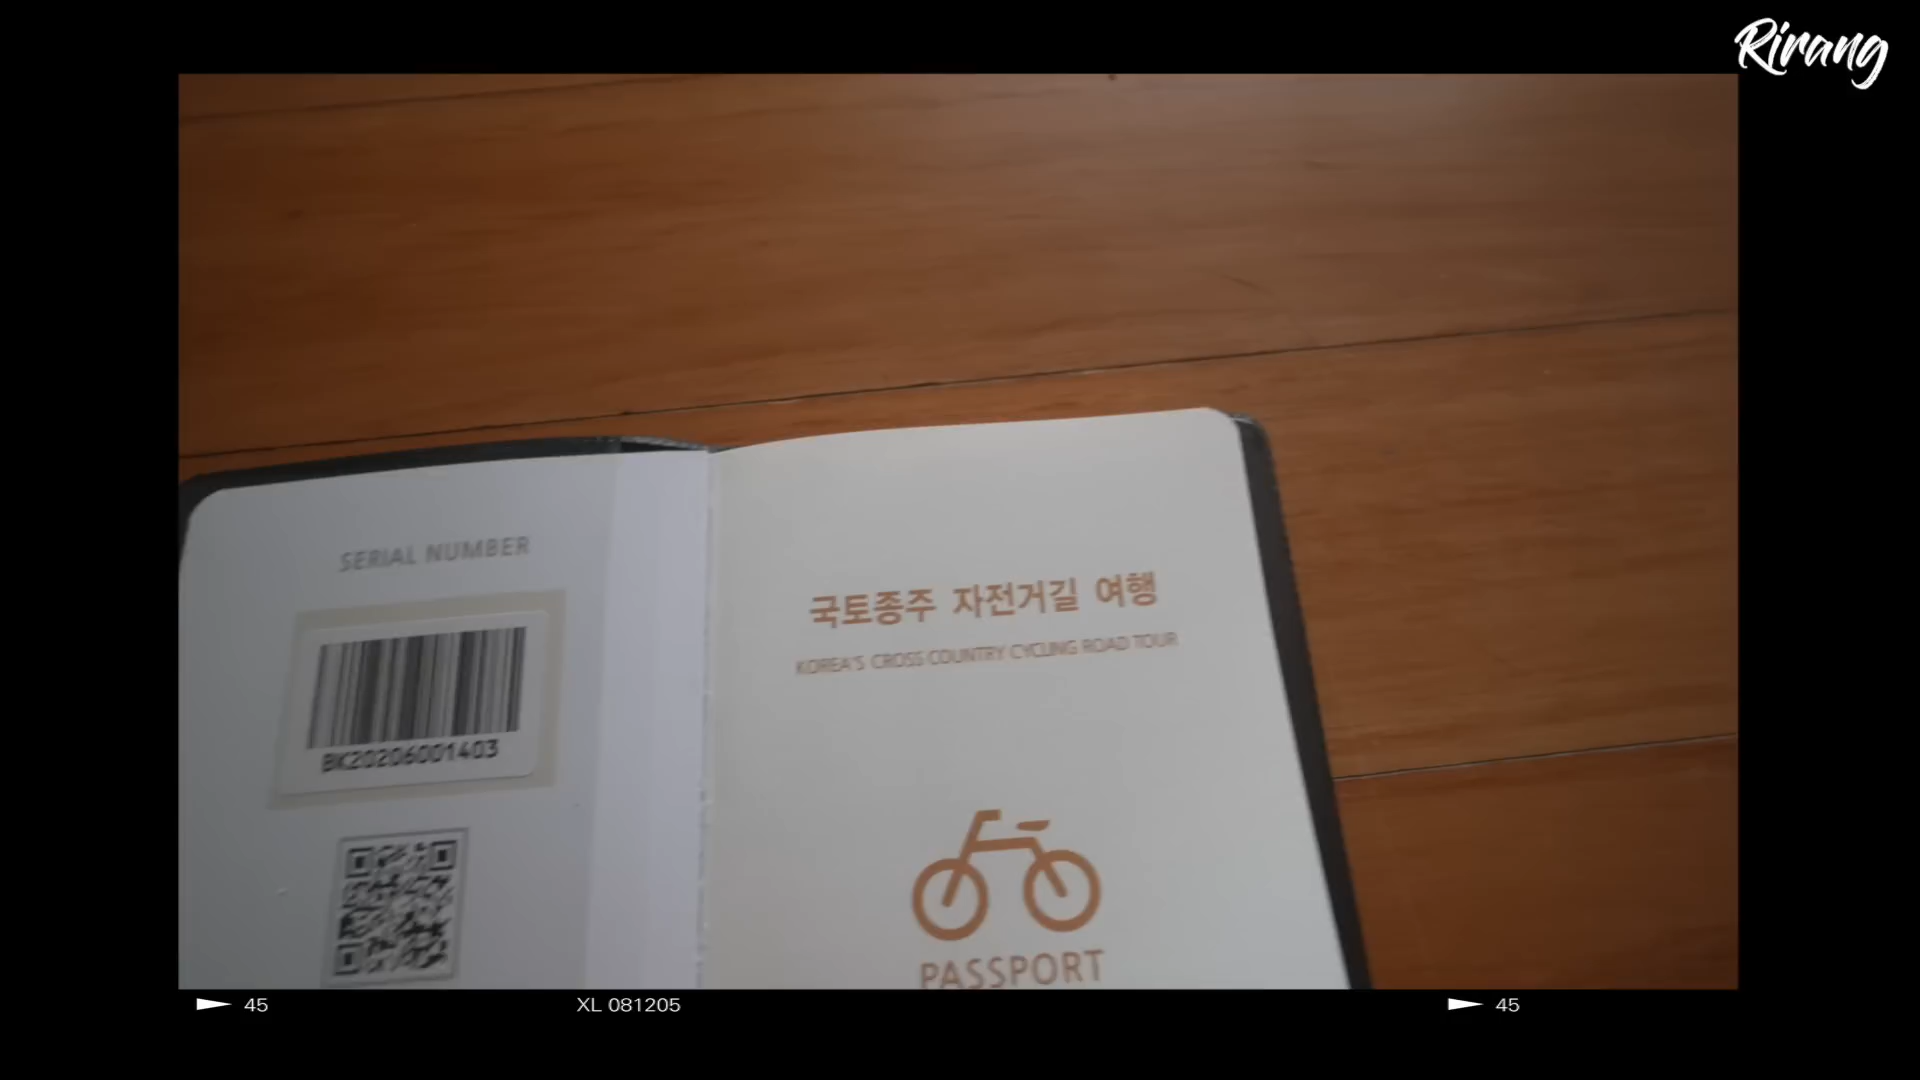 Rirang
SERIAL NUMBER
BK20206001403
국토종주 자전거길 여행
KOREA'S CROSS COUNTRY CYCLING ROAD TOUR
PASSPORT
45
XL 081205
45